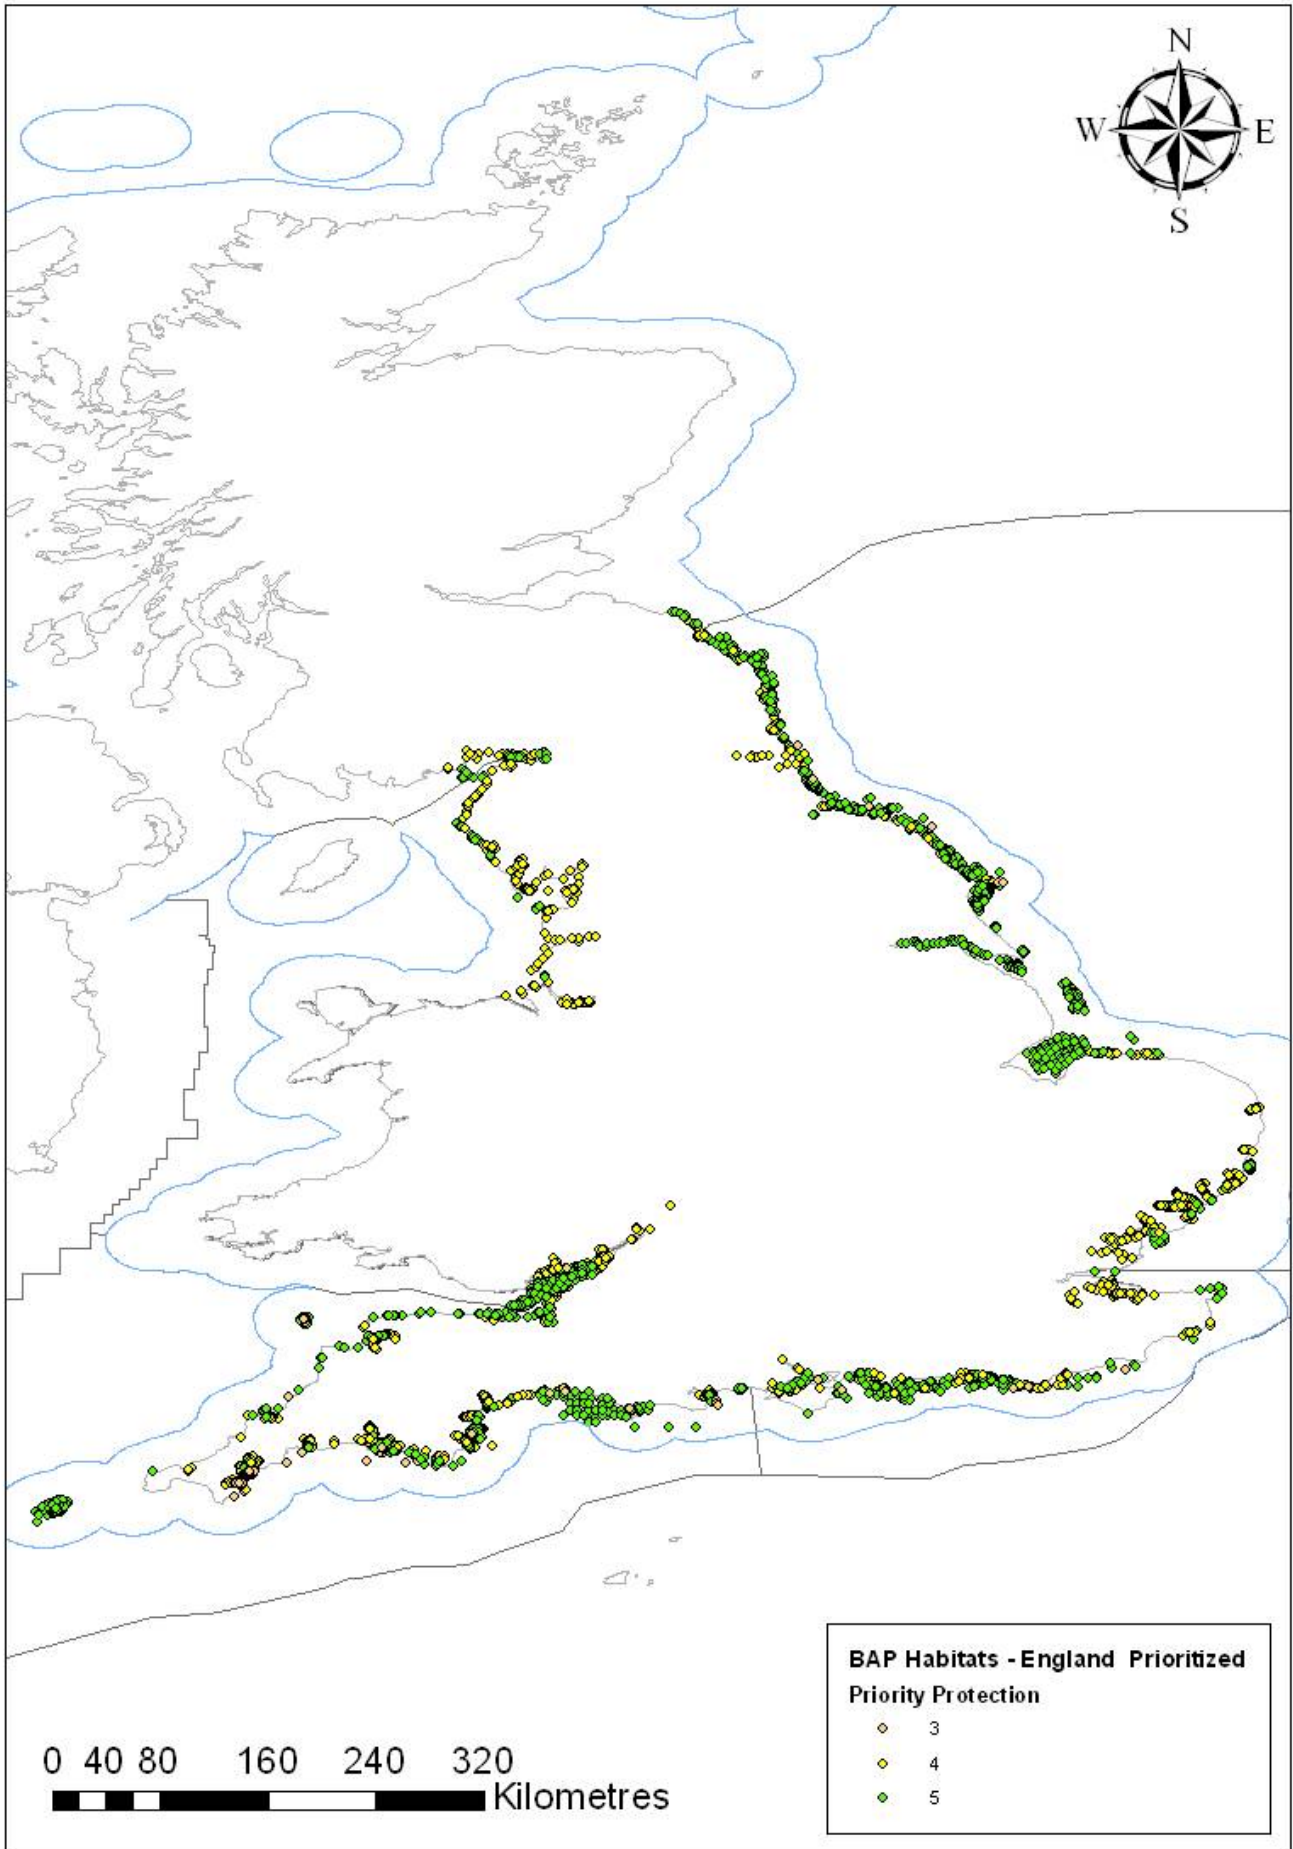 N
W E
S
BAP Habitats - England Prioritized
Priority Protection
3
4
5
0 40 80 160 240 320
Kilometres